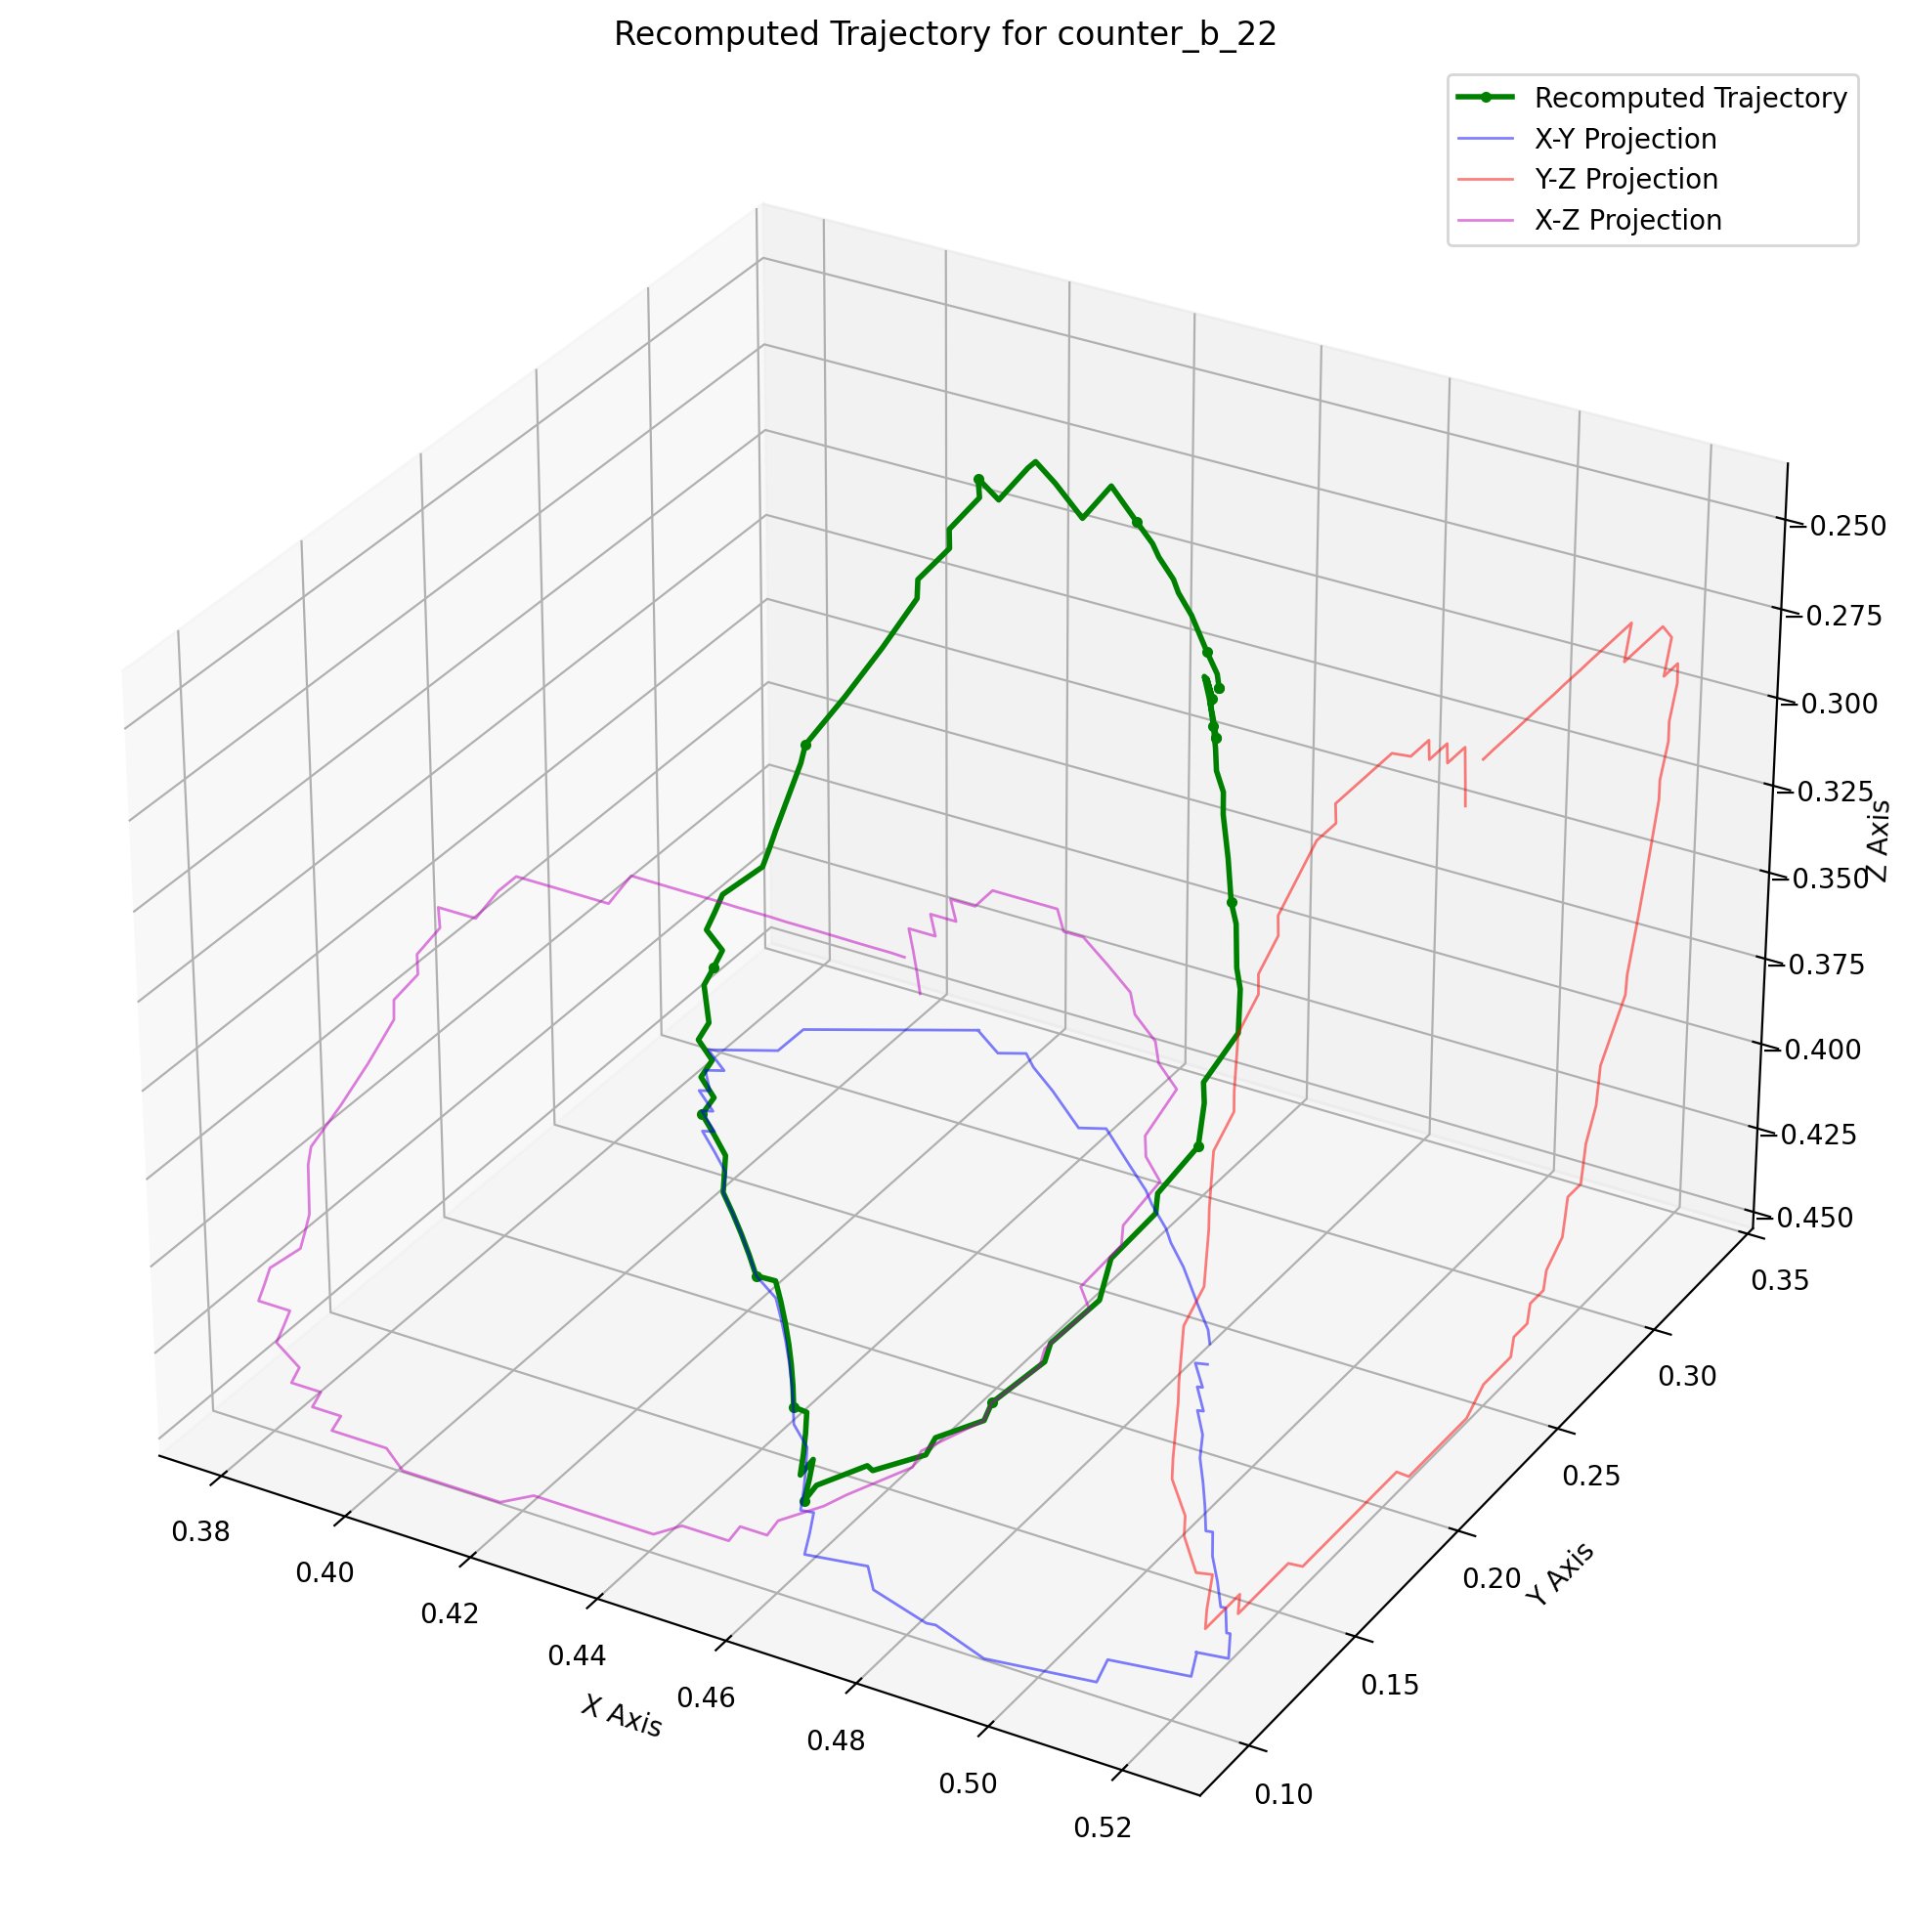 Recomputed Trajectory for counter_b_22
Recomputed Trajectory
X-Y Projection
Y-Z Projection
X-Z Projection
0.250
0.275
0.300
0.325
0.350
0.375
0.400
0.425
0.450
Z Axis
0.35
0.30
0.25
0.20
0.15
0.10
Y Axis
0.38
0.40
0.42
0.44
0.46
0.48
0.50
0.52
X Axis